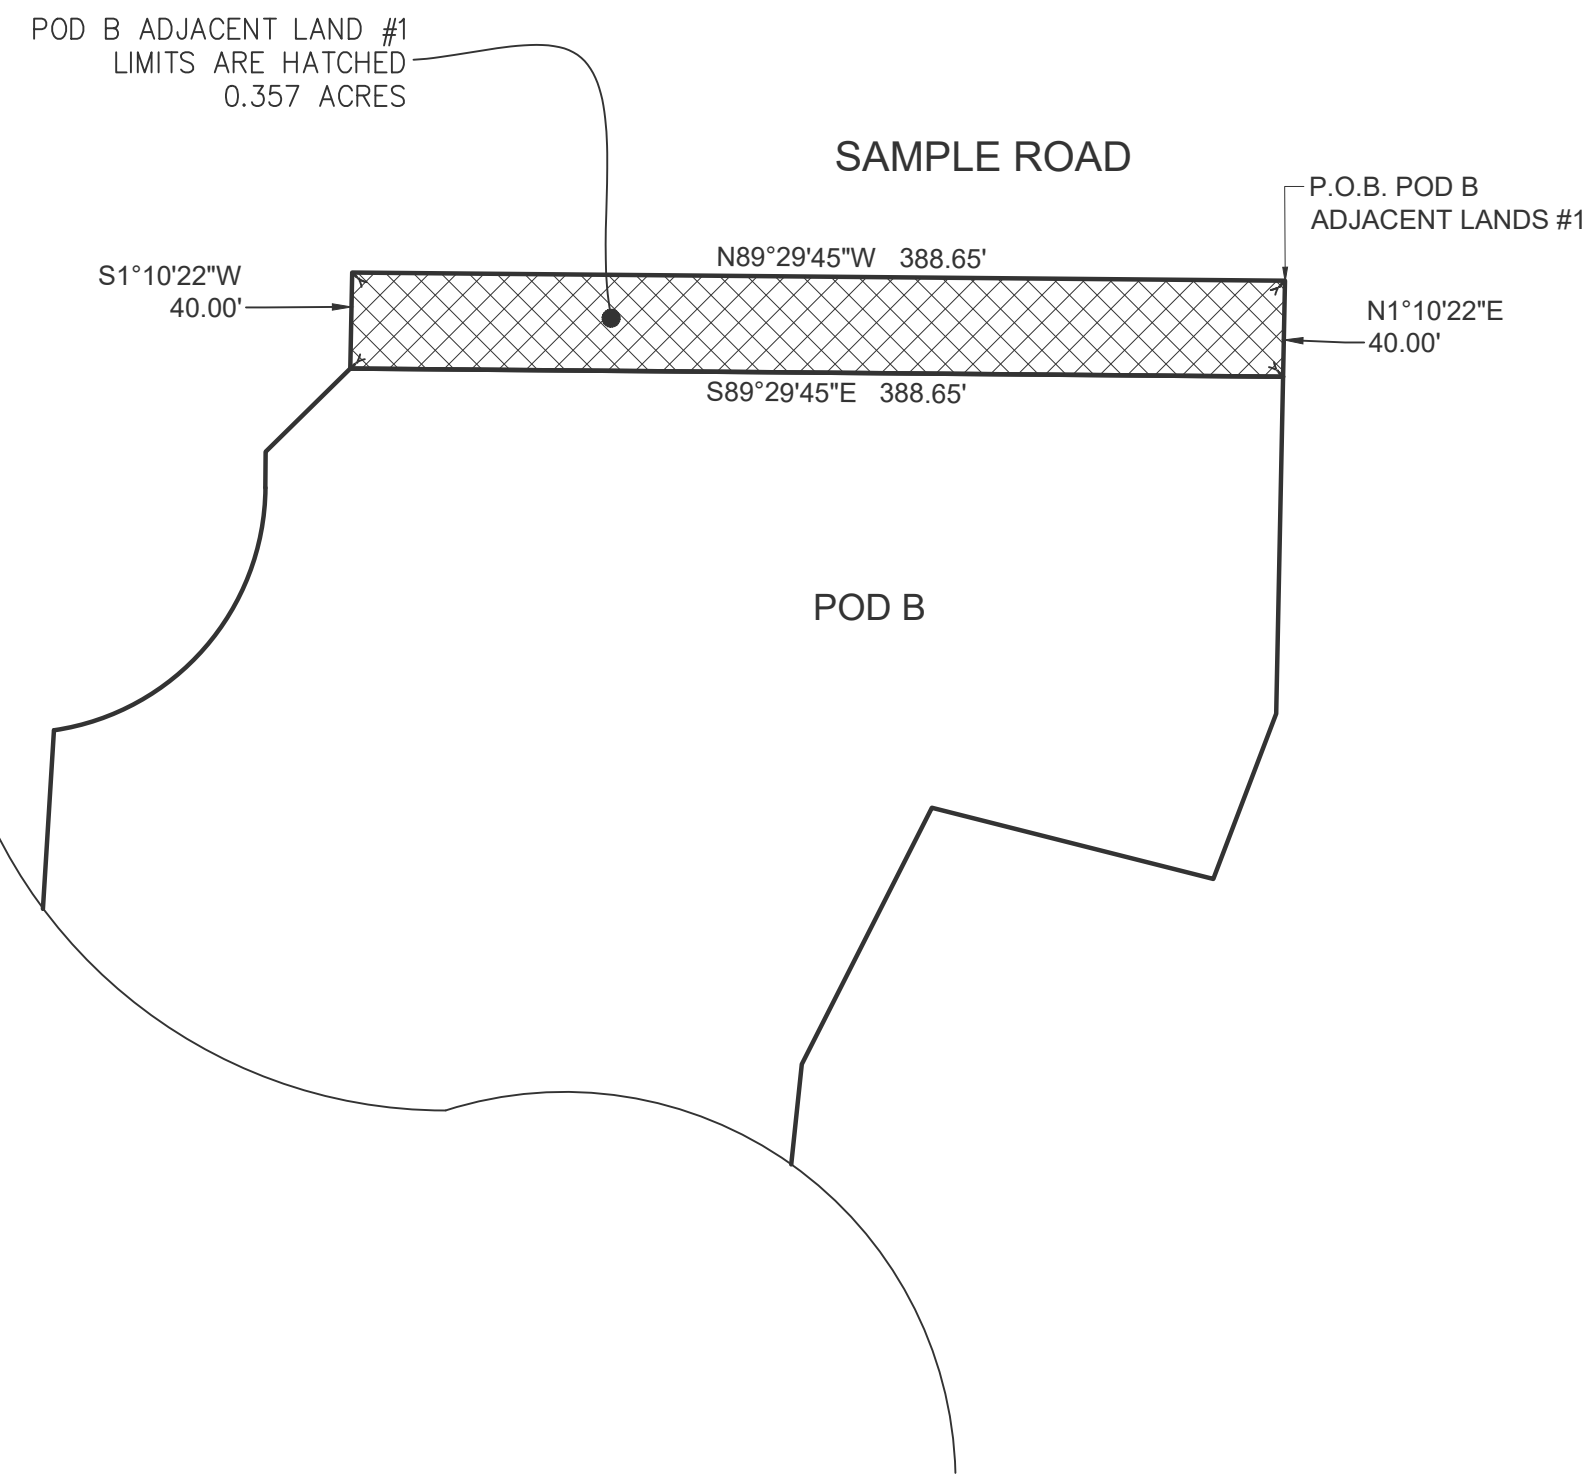 POD B ADJACENT LAND #1
LIMITS ARE HATCHED
0.357 ACRES
SAMPLE ROAD
P.O.B. POD B
ADJACENT LANDS #1
N89°29'45"W 388.65'
S1°10'22"W
40.00'
N1°10'22"E
40.00'
S89°29'45"E 388.65'
POD B